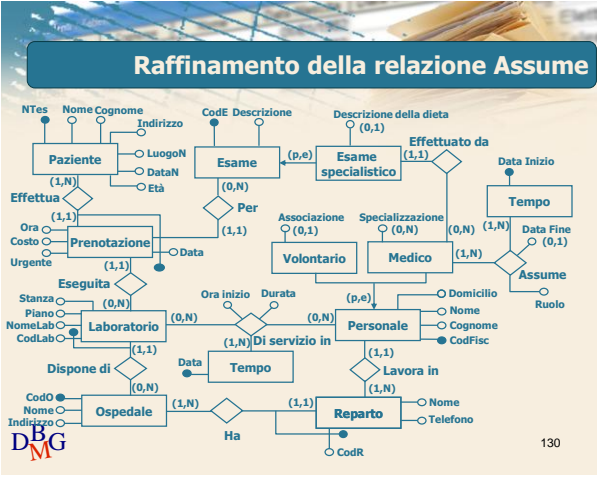 Raffinamento della relazione Assume
NTes Nome Cognome
Indirizzo
Paziente
LuogoN
DataN
Età
(1,N)
Effettua
(1,1)
CodE Descrizione
Esame
(0,N)
Per
(1,1)
(p,e)
Descrizione della dieta
(0,1)
Esame
specialistico
(1,1)
Effettuato da
(0,N)
Data Inizio
Tempo
(1,N)
Data Fine
(0,1)
Assume
Ruolo
(1,N)
Ora
Costo
Urgente
Prenotazione
Data
(1,1)
Eseguita
(0,N)
Associazione
(0,1)
Volontario
Specializzazione
(0,N)
Medico
(p,e)
Stanza
Piano
NomeLab
CodLab
Laboratorio
(0,N)
Ora inizio Durata
(0,N)
Di servizio in
(1,N)
Data
Tempo
Personale
Domicilio
Nome
Cognome
CodFisc
(1,1)
Lavora in
(1,N)
(1,1)
Dispone di
(0,N)
CodO
Nome
Indirizzo
Ospedale
(1,N)
Ha
(1,1)
Reparto
Nome
Telefono
CodR
DBMG
130